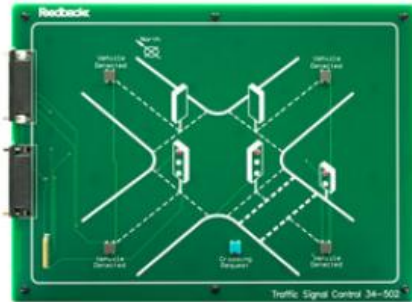 Feedback
North
Vehicle
Detected
Vehicle
Detected
Vehicle
Detected
Crossing
Request
Vehicle
Detected
Traffic Signal Control 34-502